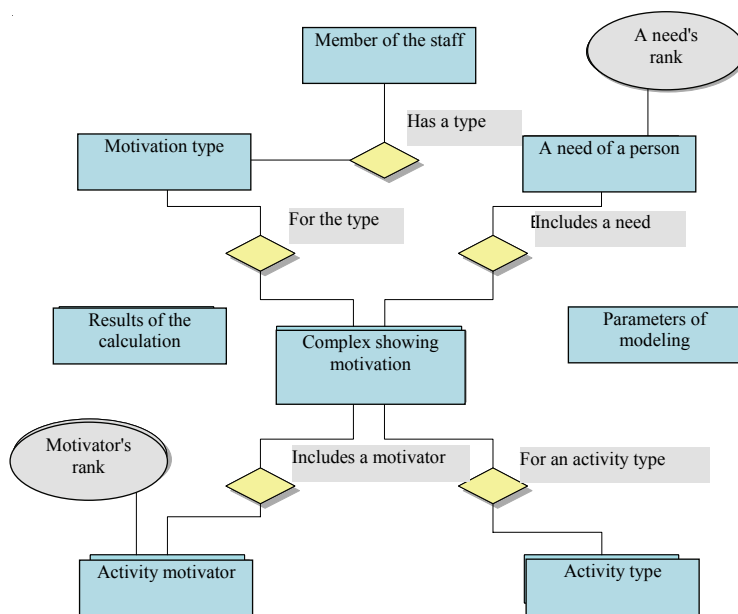 Member of the staff
A need's
rank
Has a type
Motivation type
A need of a person
For the type
Includes a need
Results of the
calculation
Complex showing
motivation
Parameters of
modeling
Motivator's
rank
Includes a motivator
For an activity type
Activity motivator
Activity type